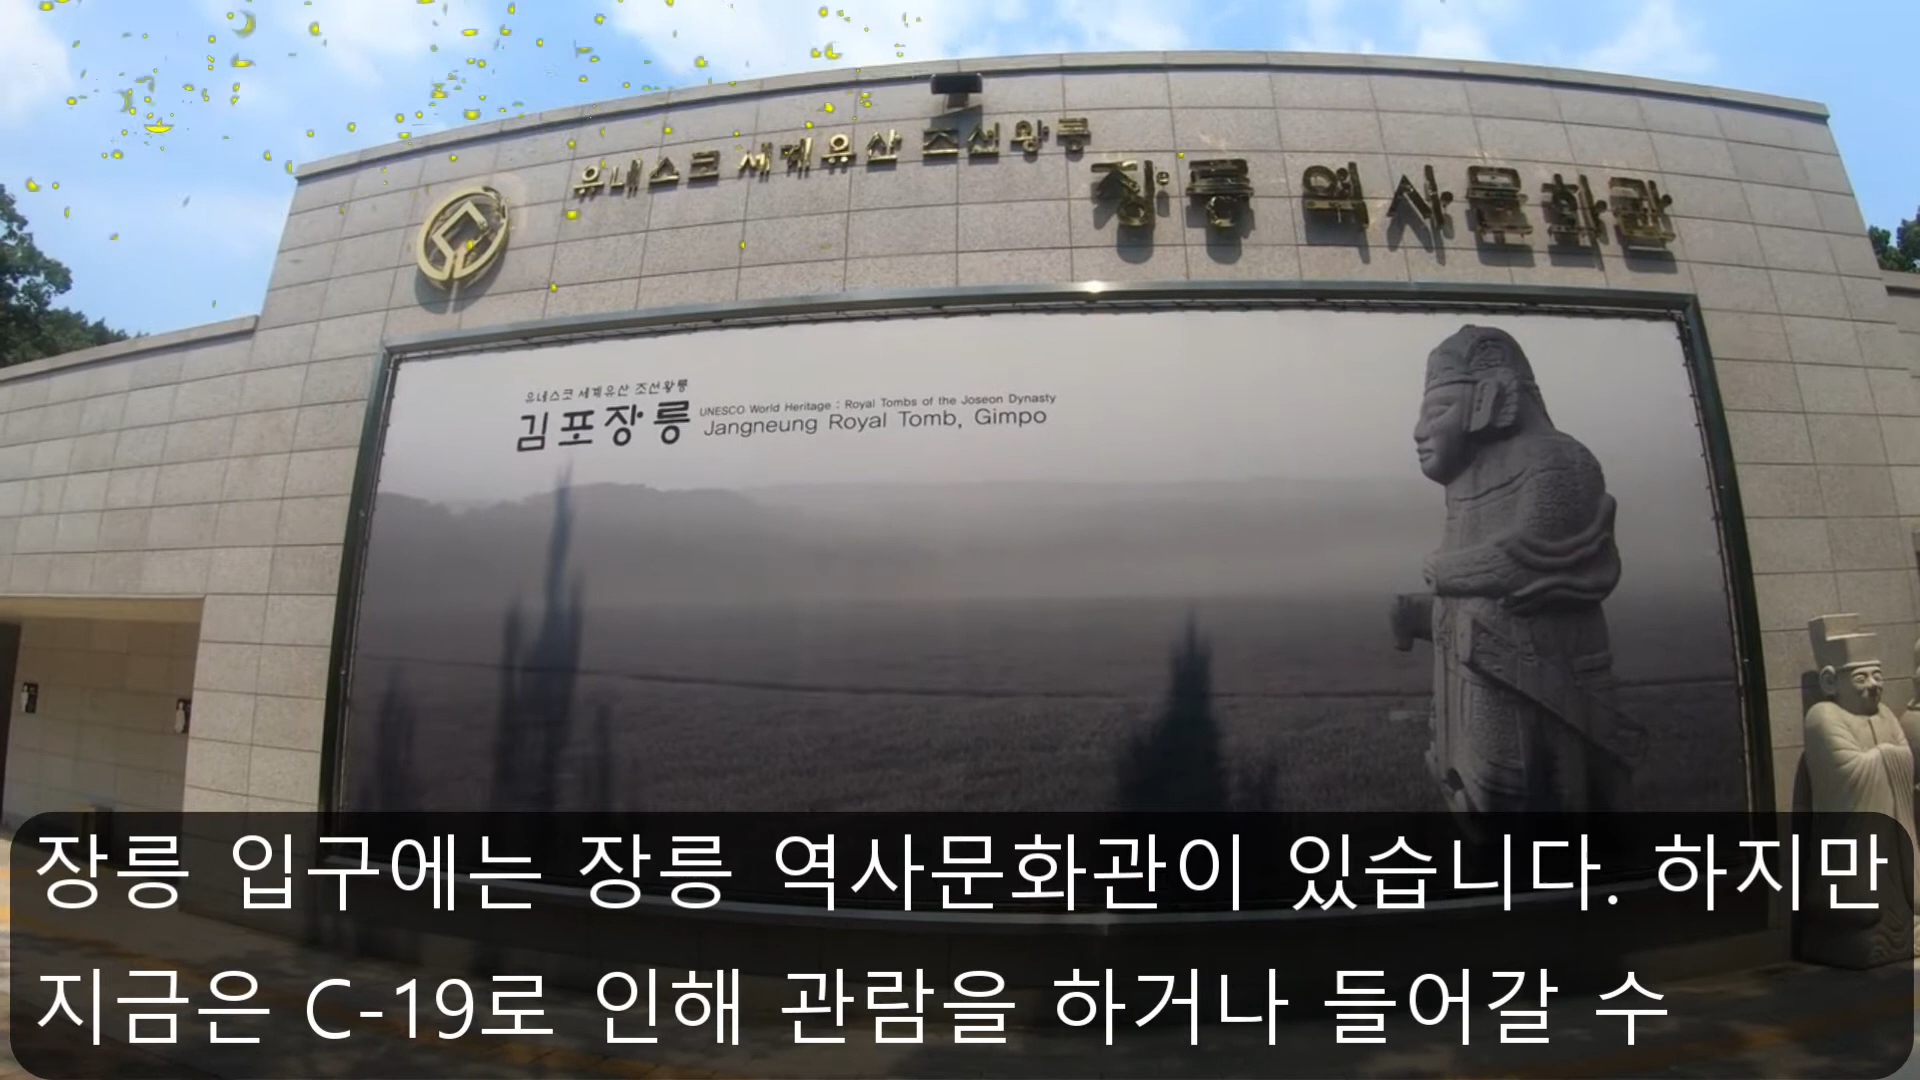 유네스코 세계유산 조선왕릉
장릉 역사문화관
유네스코 세계유산 조선왕릉
김포장릉
UNESCO World Heritage : Royal Tombs of the Joseon Dynasty
Jangneung Royal Tomb, Gimpo
장릉 입구에는 장릉 역사문화관이 있습니다. 하지만
지금은 C-19로 인해 관람을 하거나 들어갈 수